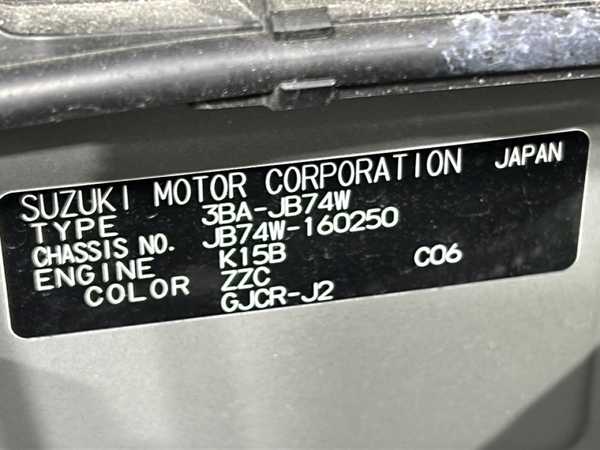 SUZUKI MOTOR CORPORATION JAPAN
TYPE 3BA-JB74W
CHASSIS NO. JB74W-160250
ENGINE K15B
COLOR ZZC C06
GJCR-J2